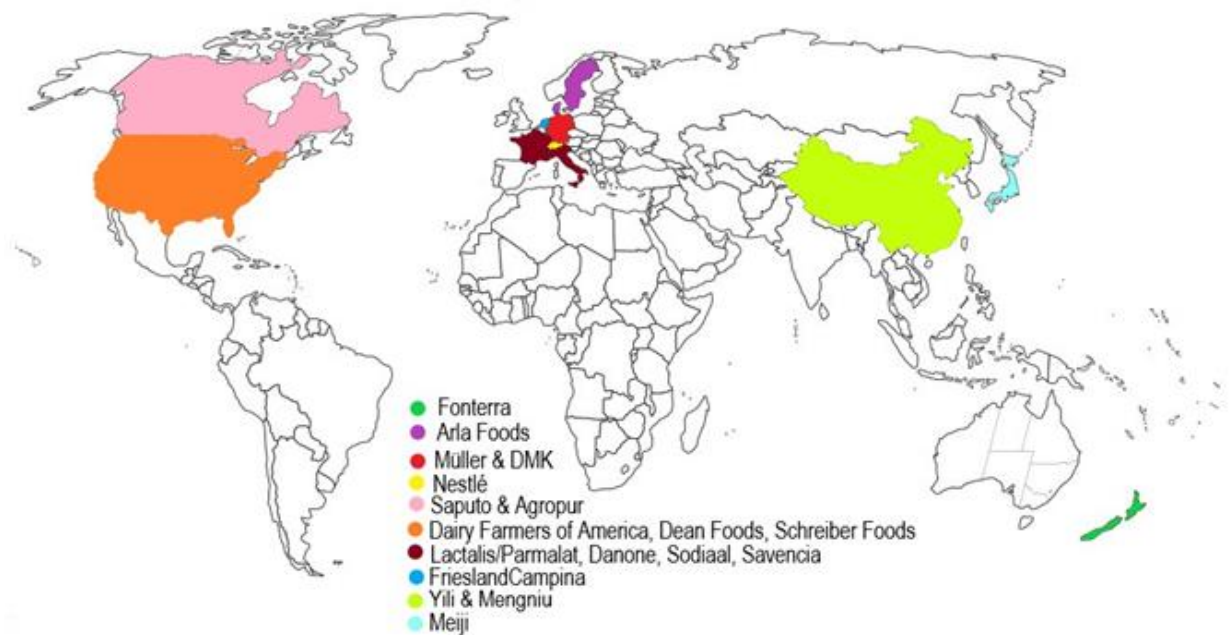 Fonterra
Arla Foods
Müller & DMK
Nestlé
Saputo & Agropur
Dairy Farmers of America, Dean Foods, Schreiber Foods
Lactalis/Parmalat, Danone, Sodiaal, Savencia
FrieslandCampina
Yili & Mengniu
Meiji